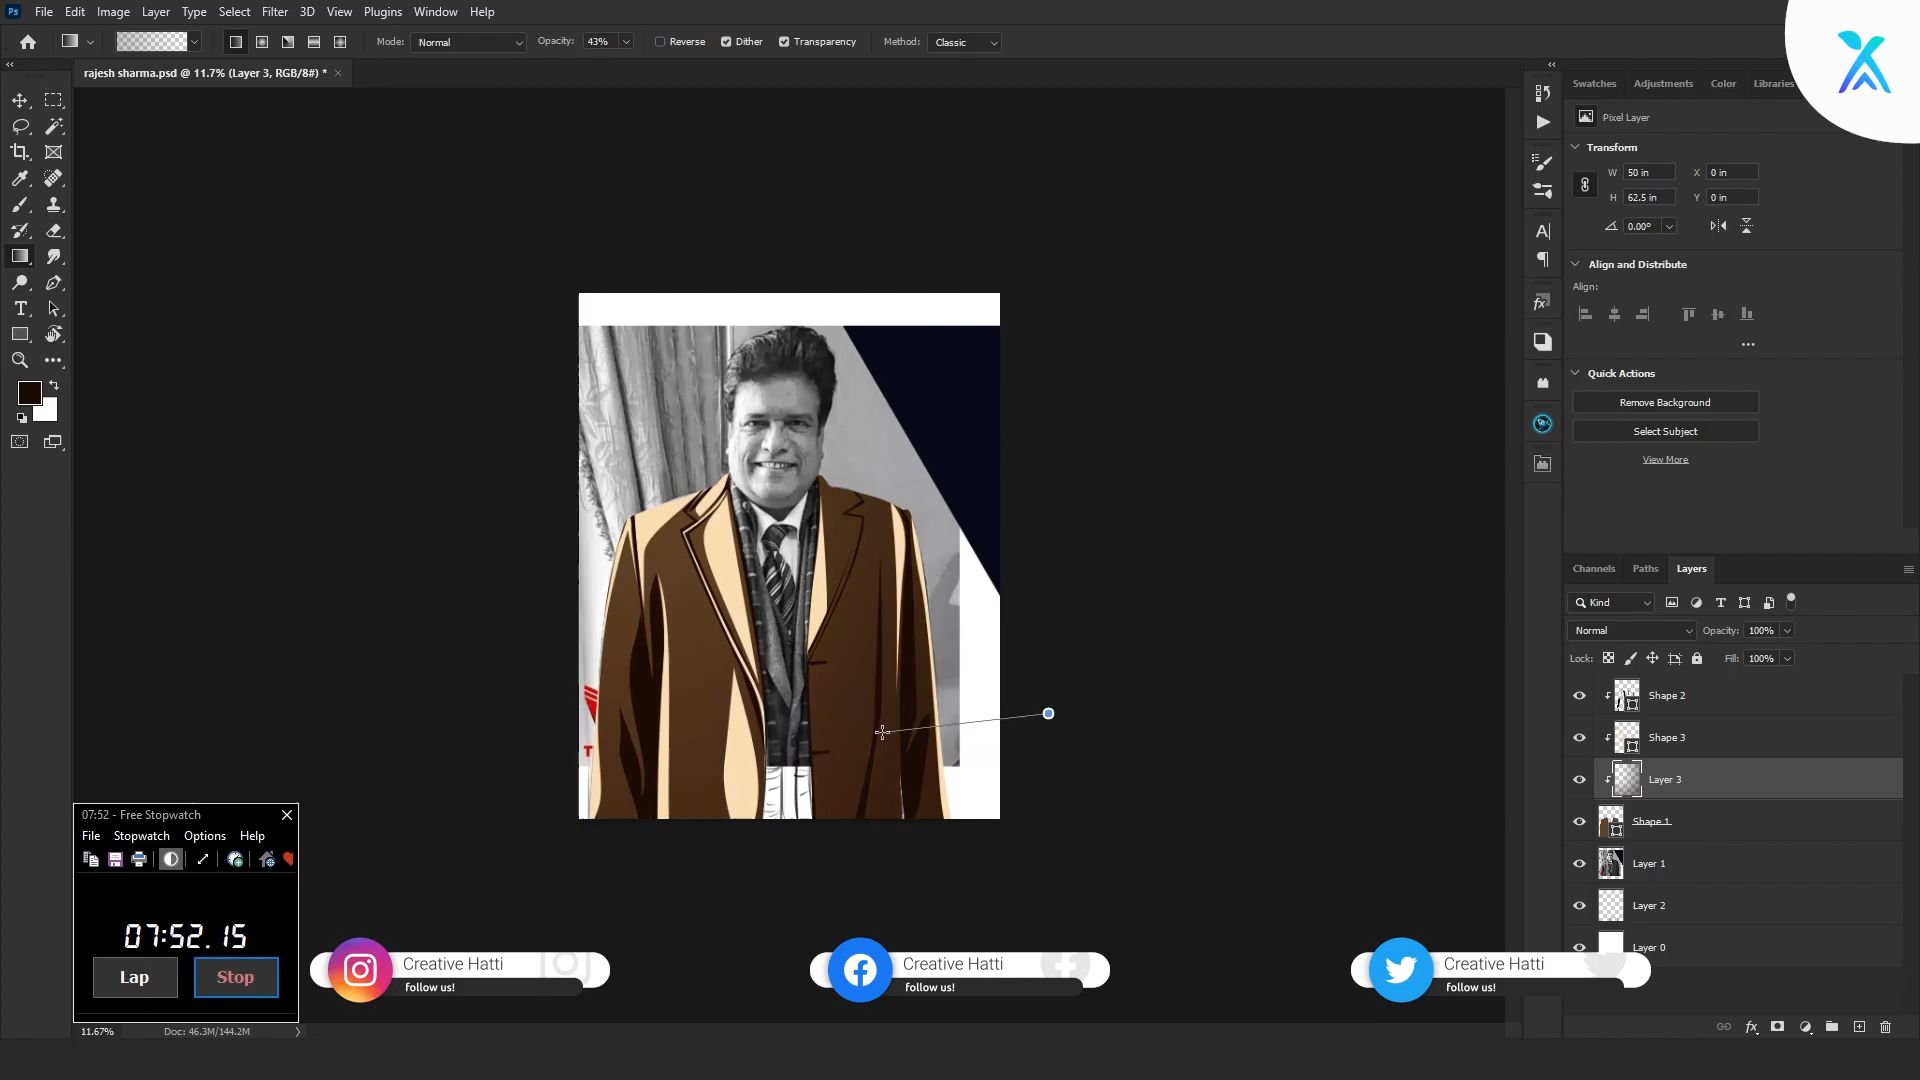 Ps File Edit Image Layer Type Select Filter 3D View Plugins Window Help
Mode: Normal Opacity: 43% Reverse Dither Transparency Method: Classic
rajesh sharma.psd @ 11.7% (Layer 3, RGB/8#) * ×
Swatches Adjustments Color Libraries
Pixel Layer
Transform
W 50 in X 0 in
H 62.5 in Y 0 in
0.00°
Align and Distribute
Align:
Quick Actions
Remove Background
Select Subject
View More
Channels Paths Layers
Kind
Normal Opacity: 100%
Lock: Fill: 100%
Shape 2
Shape 3
Layer 3
Shape 1
Layer 1
Layer 2
Layer 0
07:52 - Free Stopwatch
File Stopwatch Options Help
07:52.15
Lap Stop
Creative Hatti
follow us!
Creative Hatti
follow us!
Creative Hatti
follow us!
11.67% Doc: 46.3M/144.2M
T